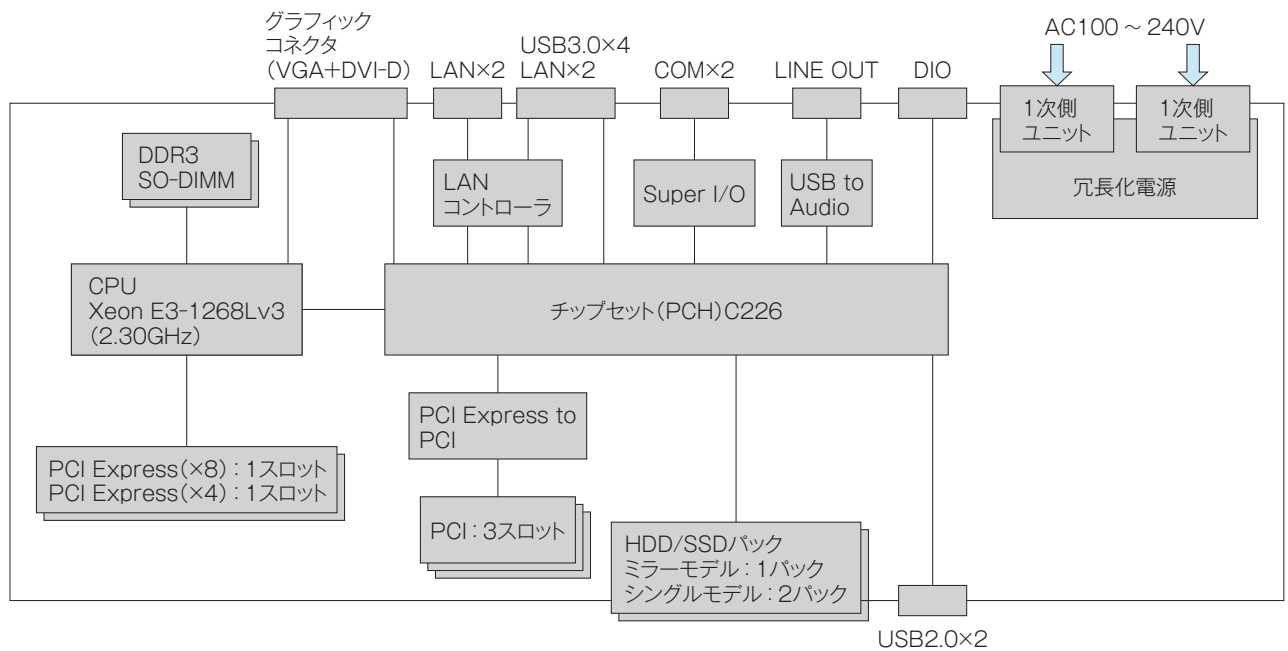 グラフィック
コネクタ
(VGA+DVI-D)
LAN×2
USB3.0×4
LAN×2
COM×2
LINE OUT
DIO
AC100～240V
1次側
ユニット
1次側
ユニット
冗長化電源
DDR3
SO-DIMM
LAN
コントローラ
Super I/O
USB to
Audio
CPU
Xeon E3-1268Lv3
(2.30GHz)
チップセット(PCH)C226
PCI Express to
PCI
PCI Express(×8)：1スロット
PCI Express(×4)：1スロット
PCI：3スロット
HDD/SSDパック
ミラーモデル：1パック
シングルモデル：2パック
USB2.0×2